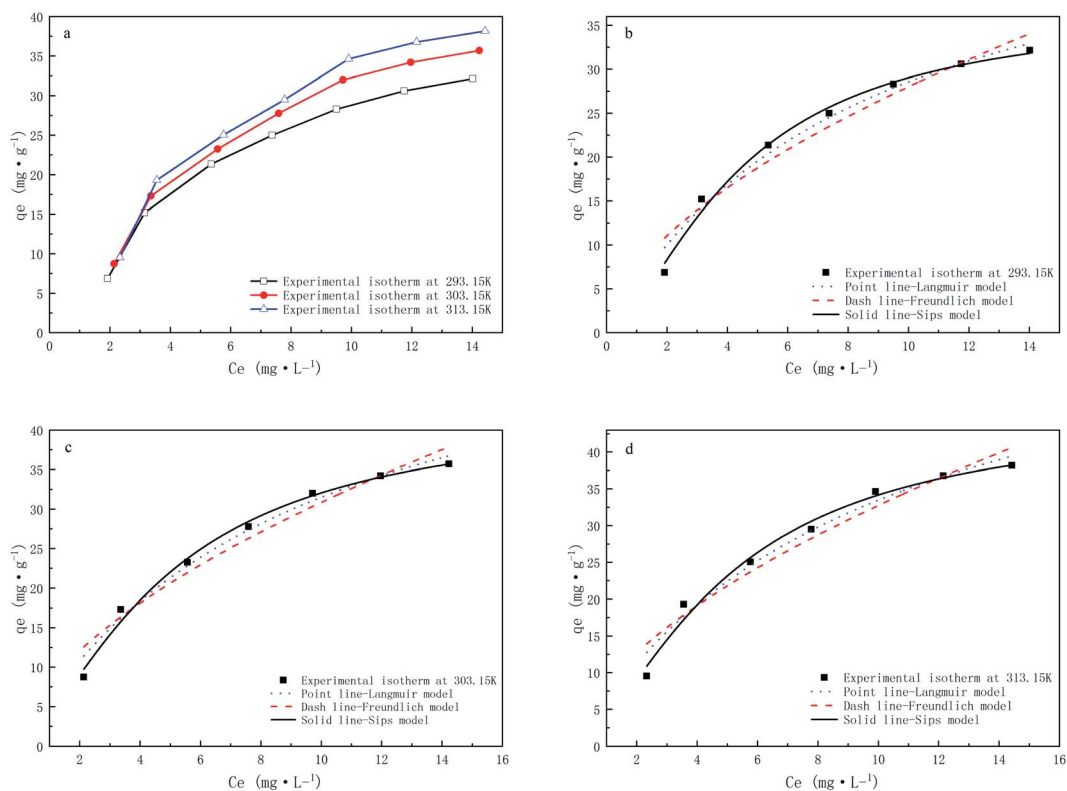 a
40
35
30
25
20
15
10
5
0
qe (mg·g⁻¹)
Experimental isotherm at 293.15K
Experimental isotherm at 303.15K
Experimental isotherm at 313.15K
0 2 4 6 8 10 12 14
Ce (mg·L⁻¹)
b
35
30
25
20
15
10
5
0
qe (mg·g⁻¹)
Experimental isotherm at 293.15K
Point line-Langmuir model
Dash line-Freundlich model
Solid line-Sips model
0 2 4 6 8 10 12 14
Ce (mg·L⁻¹)
c
40
35
30
25
20
15
10
5
0
qe (mg·g⁻¹)
Experimental isotherm at 303.15K
Point line-Langmuir model
Dash line-Freundlich model
Solid line-Sips model
2 4 6 8 10 12 14 16
Ce (mg·L⁻¹)
d
40
35
30
25
20
15
10
5
0
qe (mg·g⁻¹)
Experimental isotherm at 313.15K
Point line-Langmuir model
Dash line-Freundlich model
Solid line-Sips model
2 4 6 8 10 12 14 16
Ce (mg·L⁻¹)